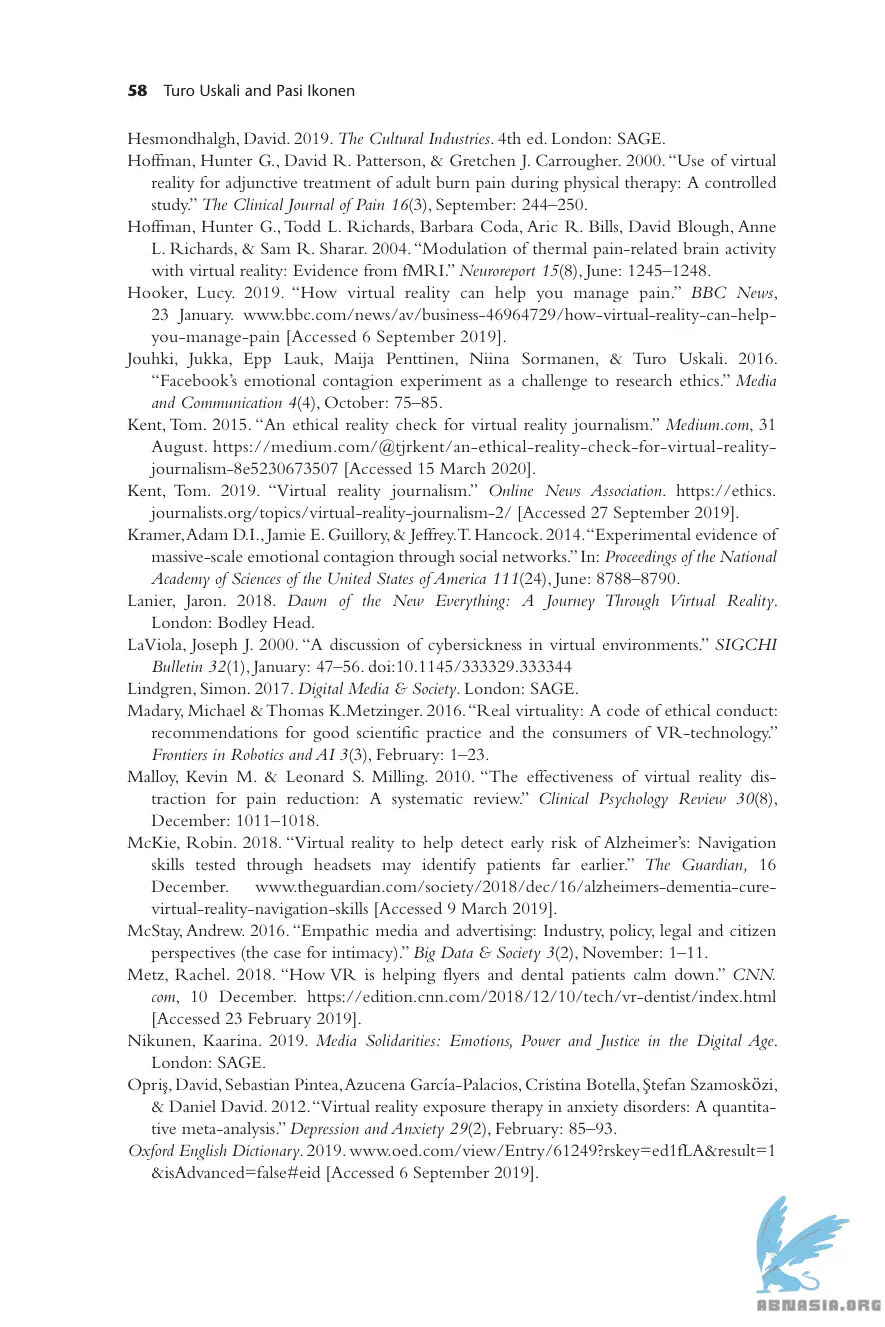 58 Turo Uskali and Pasi Ikonen
Hesmondhalgh, David. 2019. The Cultural Industries. 4th ed. London: SAGE.
Hoffman, Hunter G., David R. Patterson, & Gretchen J. Carrougher. 2000. “Use of virtual
reality for adjunctive treatment of adult burn pain during physical therapy: A controlled
study.” The Clinical Journal of Pain 16(3), September: 244–250.
Hoffman, Hunter G., Todd L. Richards, Barbara Coda, Aric R. Bills, David Blough, Anne
L. Richards, & Sam R. Sharar. 2004. “Modulation of thermal pain-related brain activity
with virtual reality: Evidence from fMRI.” Neuroreport 15(8), June: 1245–1248.
Hooker, Lucy. 2019. “How virtual reality can help you manage pain.” BBC News,
23 January. www.bbc.com/news/av/business-46964729/how-virtual-reality-can-help-
you-manage-pain [Accessed 6 September 2019].
Jouhki, Jukka, Epp Lauk, Maija Penttinen, Niina Sormanen, & Turo Uskali. 2016.
“Facebook’s emotional contagion experiment as a challenge to research ethics.” Media
and Communication 4(4), October: 75–85.
Kent, Tom. 2015. “An ethical reality check for virtual reality journalism.” Medium.com, 31
August. https://medium.com/@tjrkent/an-ethical-reality-check-for-virtual-reality-
journalism-8e5230673507 [Accessed 15 March 2020].
Kent, Tom. 2019. “Virtual reality journalism.” Online News Association. https://ethics.
journalists.org/topics/virtual-reality-journalism-2/ [Accessed 27 September 2019].
Kramer, Adam D.I., Jamie E. Guillory, & Jeffrey.T. Hancock. 2014. “Experimental evidence of
massive-scale emotional contagion through social networks.” In: Proceedings of the National
Academy of Sciences of the United States of America 111(24), June: 8788–8790.
Lanier, Jaron. 2018. Dawn of the New Everything: A Journey Through Virtual Reality.
London: Bodley Head.
LaViola, Joseph J. 2000. “A discussion of cybersickness in virtual environments.” SIGCHI
Bulletin 32(1), January: 47–56. doi:10.1145/333329.333344
Lindgren, Simon. 2017. Digital Media & Society. London: SAGE.
Madary, Michael & Thomas K.Metzinger. 2016. “Real virtuality: A code of ethical conduct:
recommendations for good scientific practice and the consumers of VR-technology.”
Frontiers in Robotics and AI 3(3), February: 1–23.
Malloy, Kevin M. & Leonard S. Milling. 2010. “The effectiveness of virtual reality dis-
traction for pain reduction: A systematic review.” Clinical Psychology Review 30(8),
December: 1011–1018.
McKie, Robin. 2018. “Virtual reality to help detect early risk of Alzheimer’s: Navigation
skills tested through headsets may identify patients far earlier.” The Guardian, 16
December. www.theguardian.com/society/2018/dec/16/alzheimers-dementia-cure-
virtual-reality-navigation-skills [Accessed 9 March 2019].
McStay, Andrew. 2016. “Empathic media and advertising: Industry, policy, legal and citizen
perspectives (the case for intimacy).” Big Data & Society 3(2), November: 1–11.
Metz, Rachel. 2018. “How VR is helping flyers and dental patients calm down.” CNN.
com, 10 December. https://edition.cnn.com/2018/12/10/tech/vr-dentist/index.html
[Accessed 23 February 2019].
Nikunen, Kaarina. 2019. Media Solidarities: Emotions, Power and Justice in the Digital Age.
London: SAGE.
Opriş, David, Sebastian Pintea, Azucena García-Palacios, Cristina Botella, Ştefan Szamosközi,
& Daniel David. 2012. “Virtual reality exposure therapy in anxiety disorders: A quantita-
tive meta-analysis.” Depression and Anxiety 29(2), February: 85–93.
Oxford English Dictionary. 2019. www.oed.com/view/Entry/61249?rskey=ed1fLA&result=1
&isAdvanced=false#eid [Accessed 6 September 2019].
ABNASIA.ORG